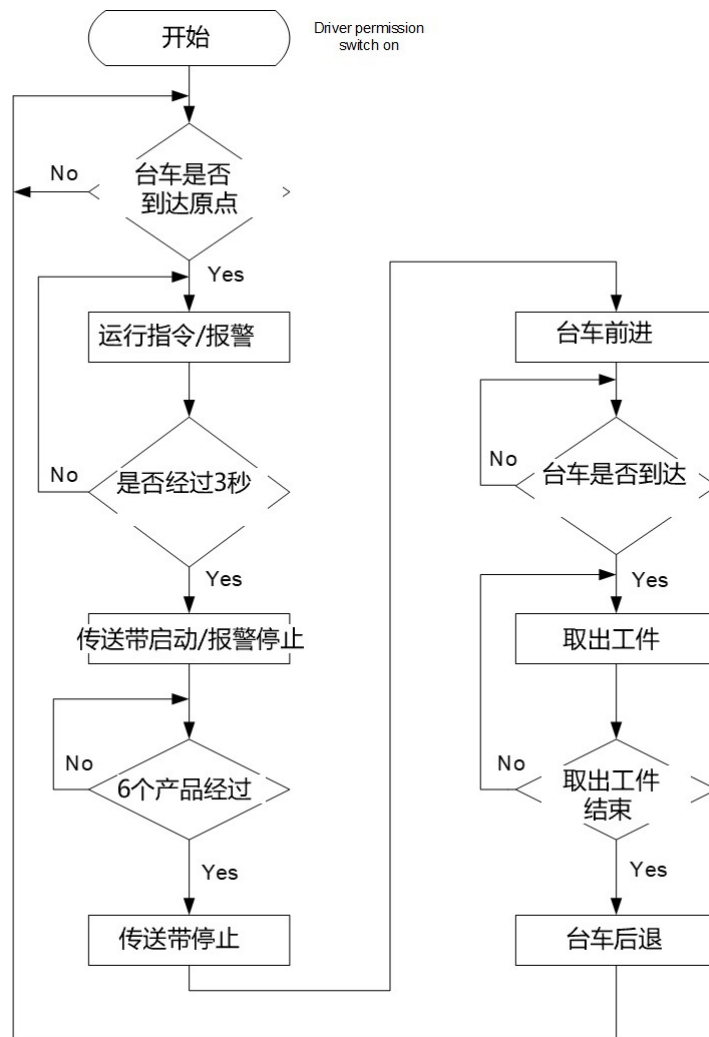 开始
Driver permission
switch on
台车是否
到达原点
No
Yes
运行指令/报警
是否经过3秒
No
Yes
传送带启动/报警停止
6个产品经过
No
Yes
传送带停止
台车前进
台车是否到达
No
Yes
取出工件
取出工件
结束
No
Yes
台车后退